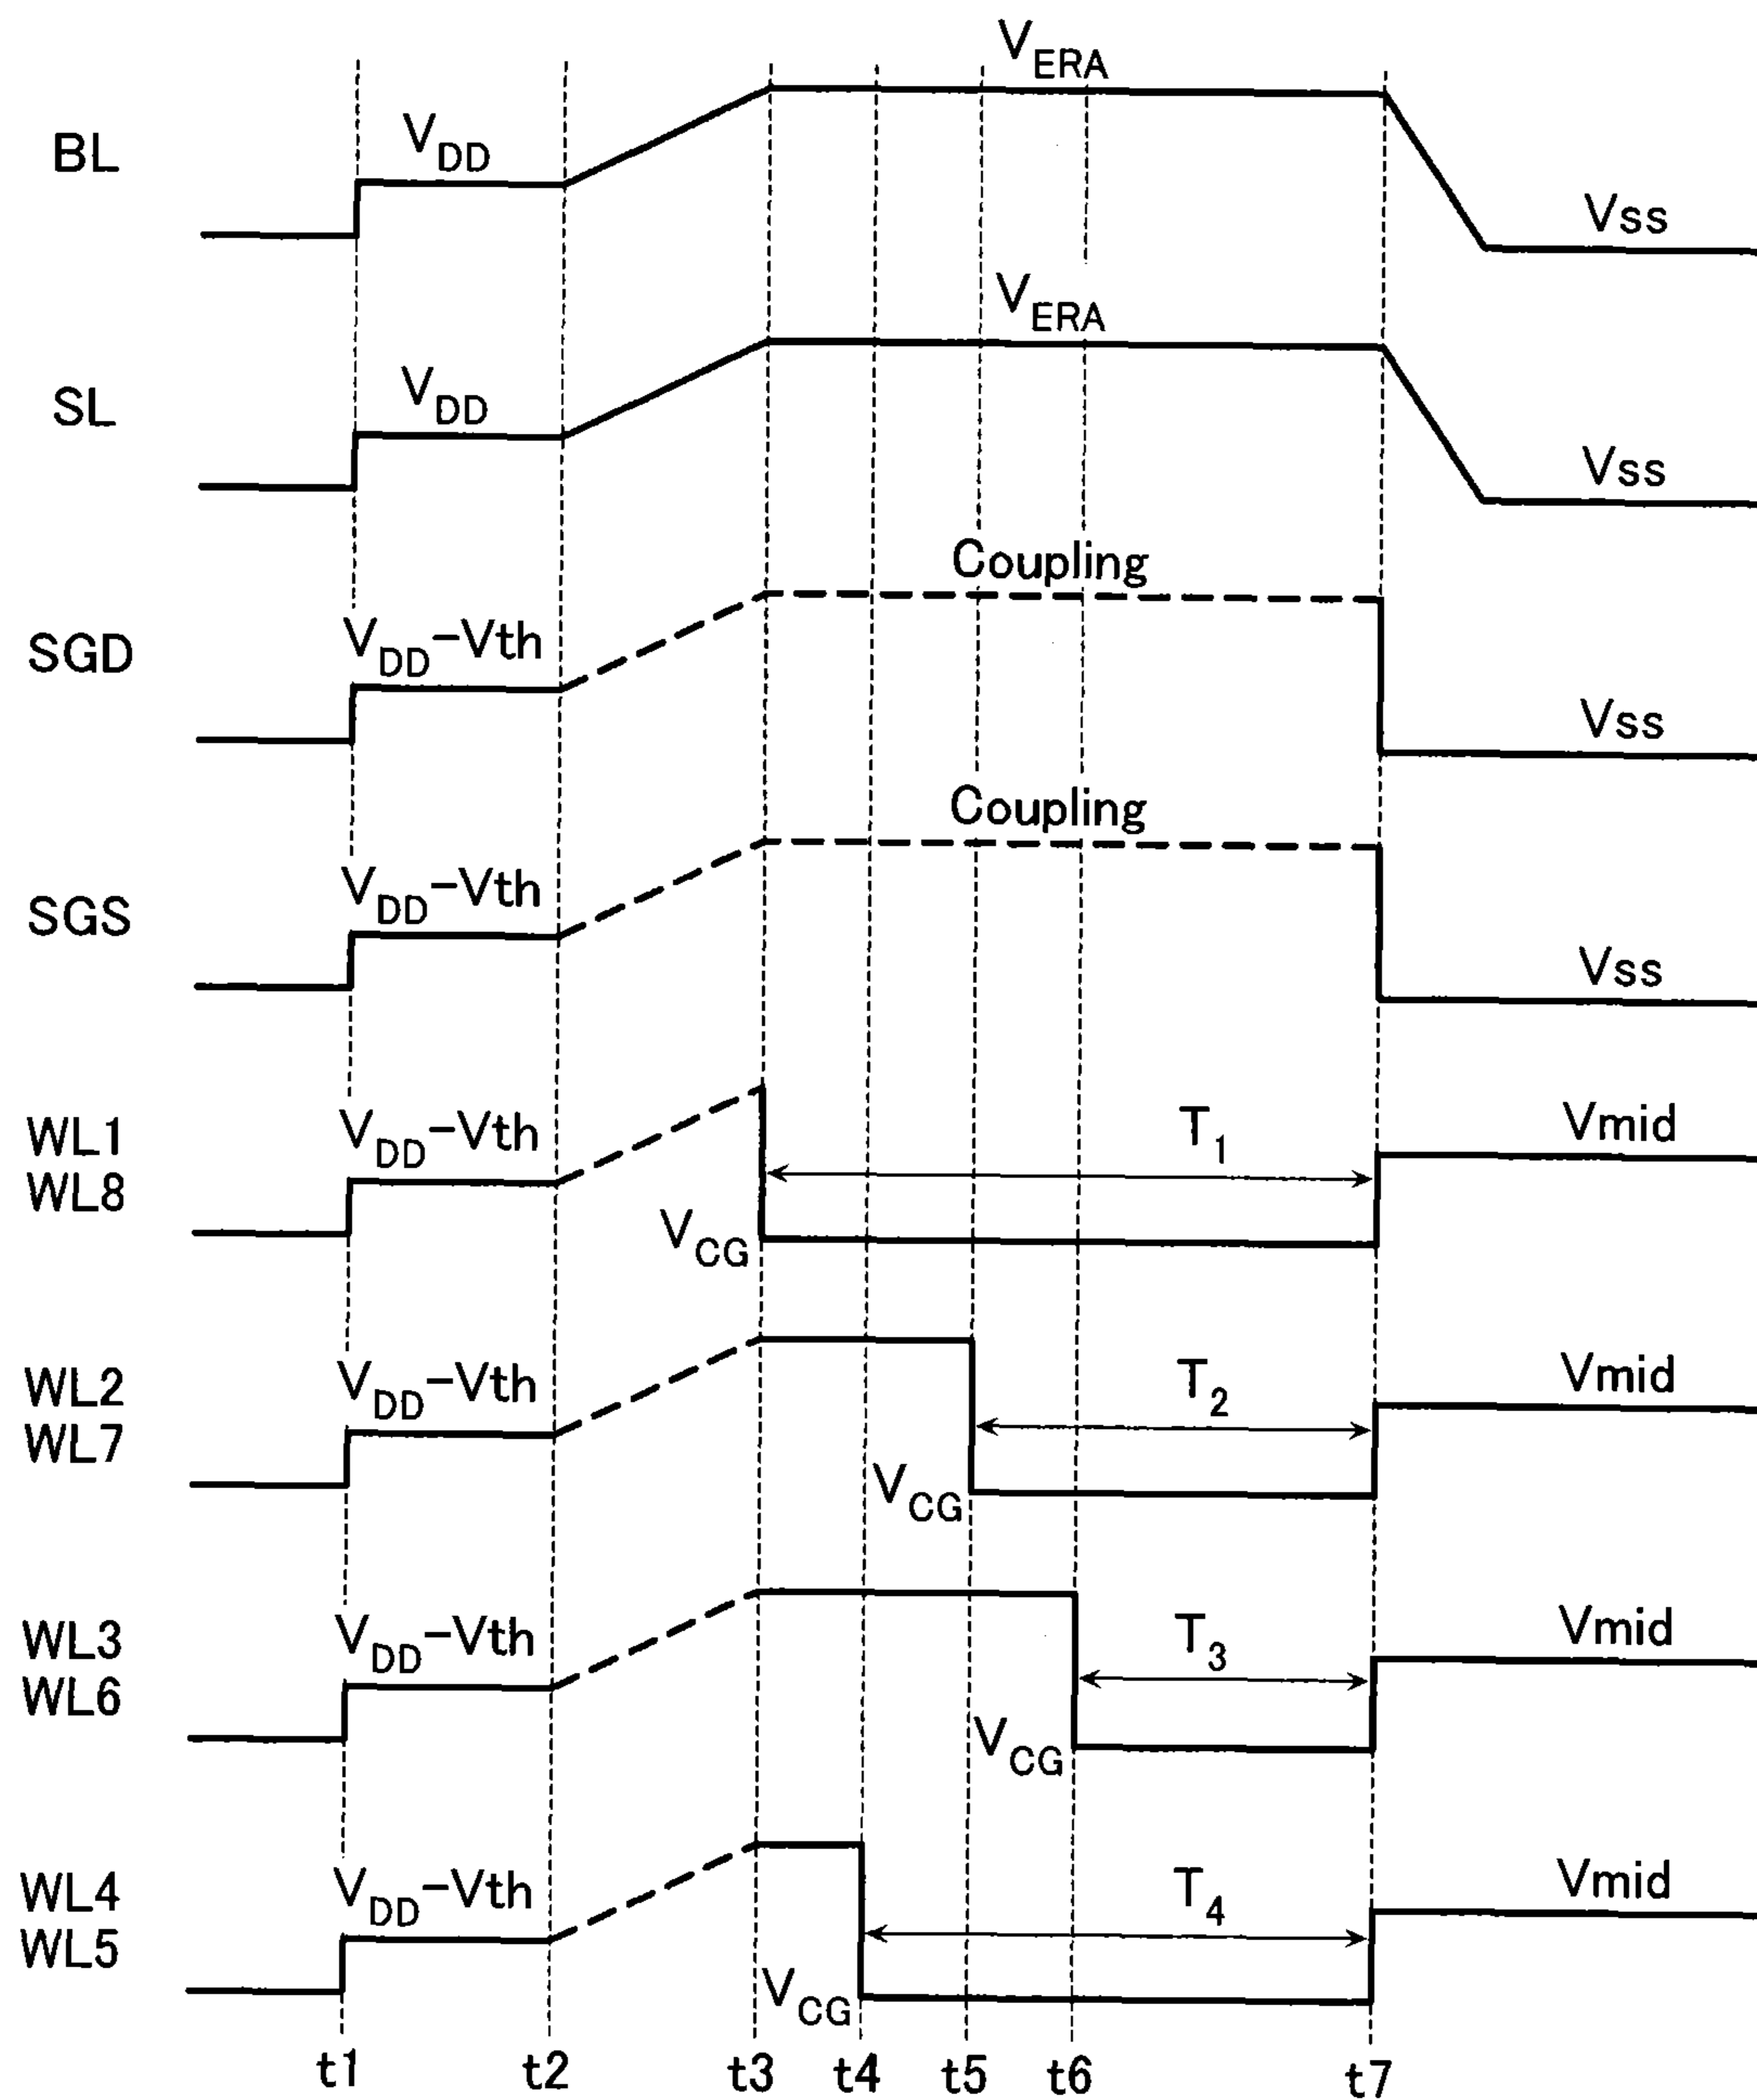 V_ERA
BL V_DD Vss
V_ERA
SL V_DD Vss
Coupling
SGD V_DD-Vth Vss
Coupling
SGS V_DD-Vth Vss
WL1 V_DD-Vth T_1 Vmid
WL8
V_CG
WL2 V_DD-Vth T_2 Vmid
WL7
V_CG
WL3 V_DD-Vth T_3 Vmid
WL6
V_CG
WL4 V_DD-Vth T_4 Vmid
WL5
V_CG
t1 t2 t3 t4 t5 t6 t7